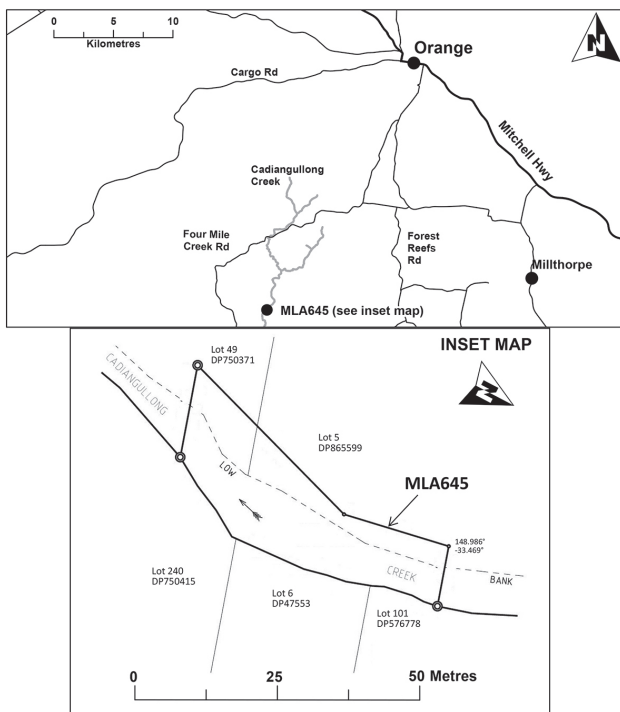 0 5 10
Kilometres
N
Orange
Cargo Rd
Mitchell Hwy
Cadiangullong
Creek
Four Mile
Creek Rd
Forest
Reefs
Rd
Millthorpe
MLA645 (see inset map)
INSET MAP
N
Lot 49
DP750371
CADIANGULLONG
Lot 5
DP865599
LOW
MLA645
148.986°
-33.469°
CREEK
BANK
Lot 240
DP750415
Lot 6
DP47553
Lot 101
DP576778
0 25 50 Metres